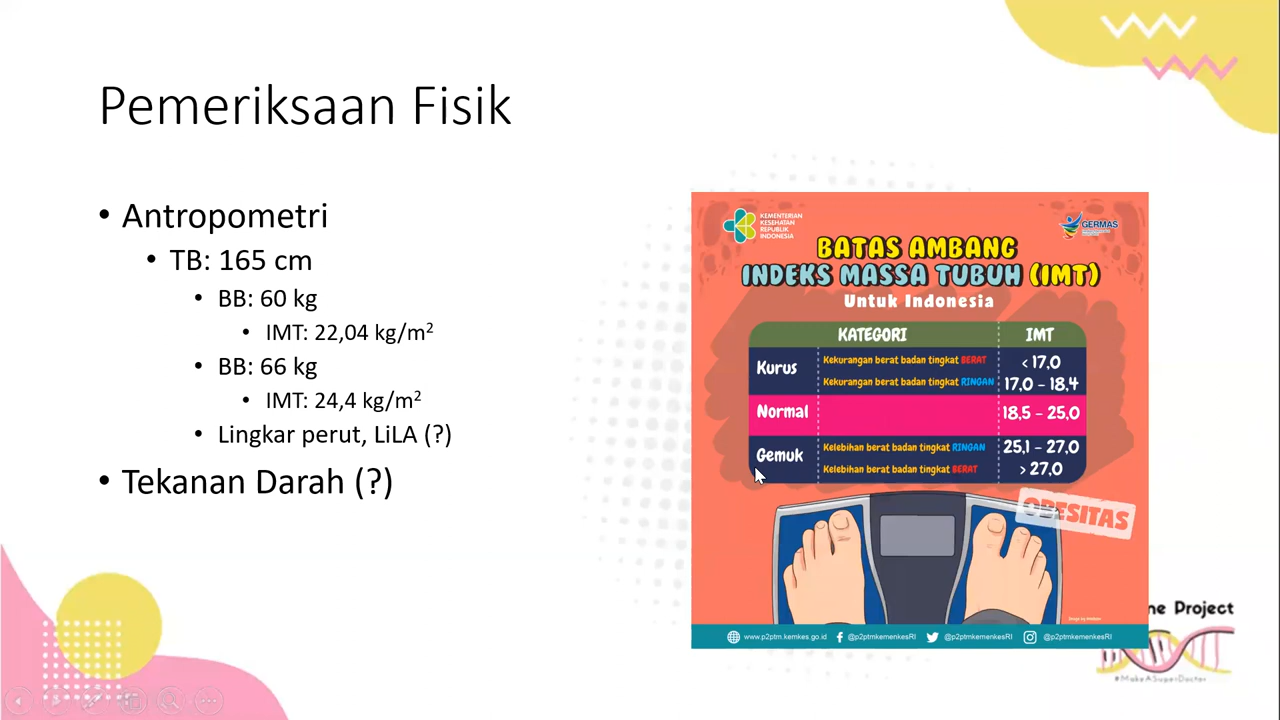 Pemeriksaan Fisik
• Antropometri
• TB: 165 cm
• BB: 60 kg
• IMT: 22,04 kg/m²
• BB: 66 kg
• IMT: 24,4 kg/m²
• Lingkar perut, LiLA (?)
• Tekanan Darah (?)
KEMENTERIAN
KESEHATAN
REPUBLIK
INDONESIA
GERMAS
BATAS AMBANG
INDEKS MASSA TUBUH (IMT)
Untuk Indonesia
KATEGORI IMT
Kurus
Kekurangan berat badan tingkat BERAT < 17,0
Kekurangan berat badan tingkat RINGAN 17,0 - 18,4
Normal 18,5 - 25,0
Gemuk
Kelebihan berat badan tingkat RINGAN 25,1 - 27,0
Kelebihan berat badan tingkat BERAT > 27,0
OBESITAS
www.p2ptm.kemkes.go.id @p2ptmkemenkesRI @p2ptmkemenkesRI @p2ptmkemenkesRI
ne Project
#MakeASuperDoctor